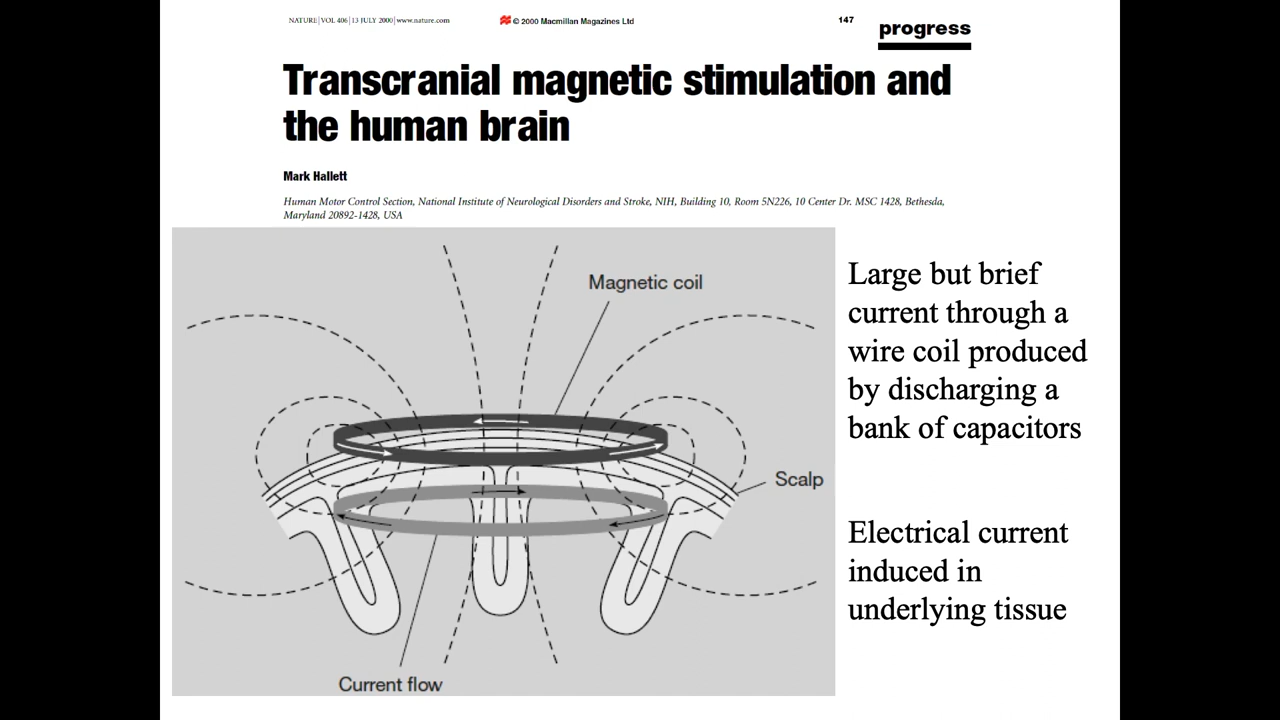 NATURE | VOL 406 | 13 JULY 2000 | www.nature.com
© 2000 Macmillan Magazines Ltd
147
progress
Transcranial magnetic stimulation and
the human brain
Mark Hallett
Human Motor Control Section, National Institute of Neurological Disorders and Stroke, NIH, Building 10, Room 5N226, 10 Center Dr. MSC 1428, Bethesda,
Maryland 20892-1428, USA
Magnetic coil
Scalp
Current flow
Large but brief
current through a
wire coil produced
by discharging a
bank of capacitors
Electrical current
induced in
underlying tissue